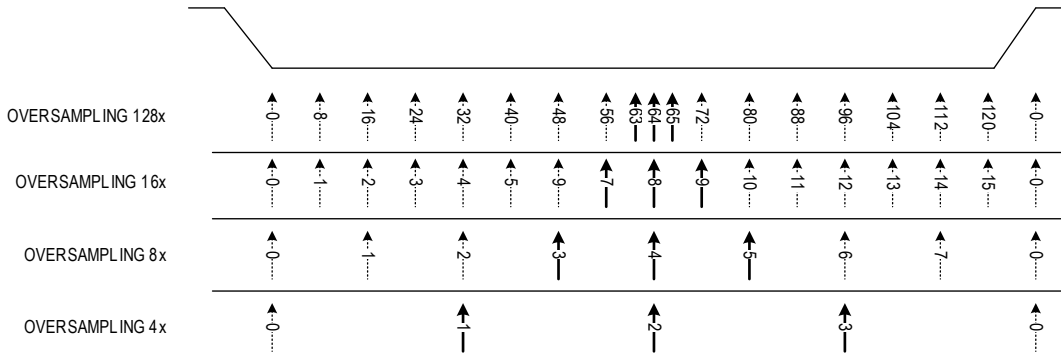 OVERSAMPLING 128x 0 8 16 24 32 40 48 56 63 64 65 72 80 88 96 104 112 120 0
OVERSAMPLING 16x 0 1 2 3 4 5 9 7 8 9 10 11 12 13 14 15 0
OVERSAMPLING 8x 0 1 2 3 4 5 6 7 0
OVERSAMPLING 4x 0 1 2 3 0